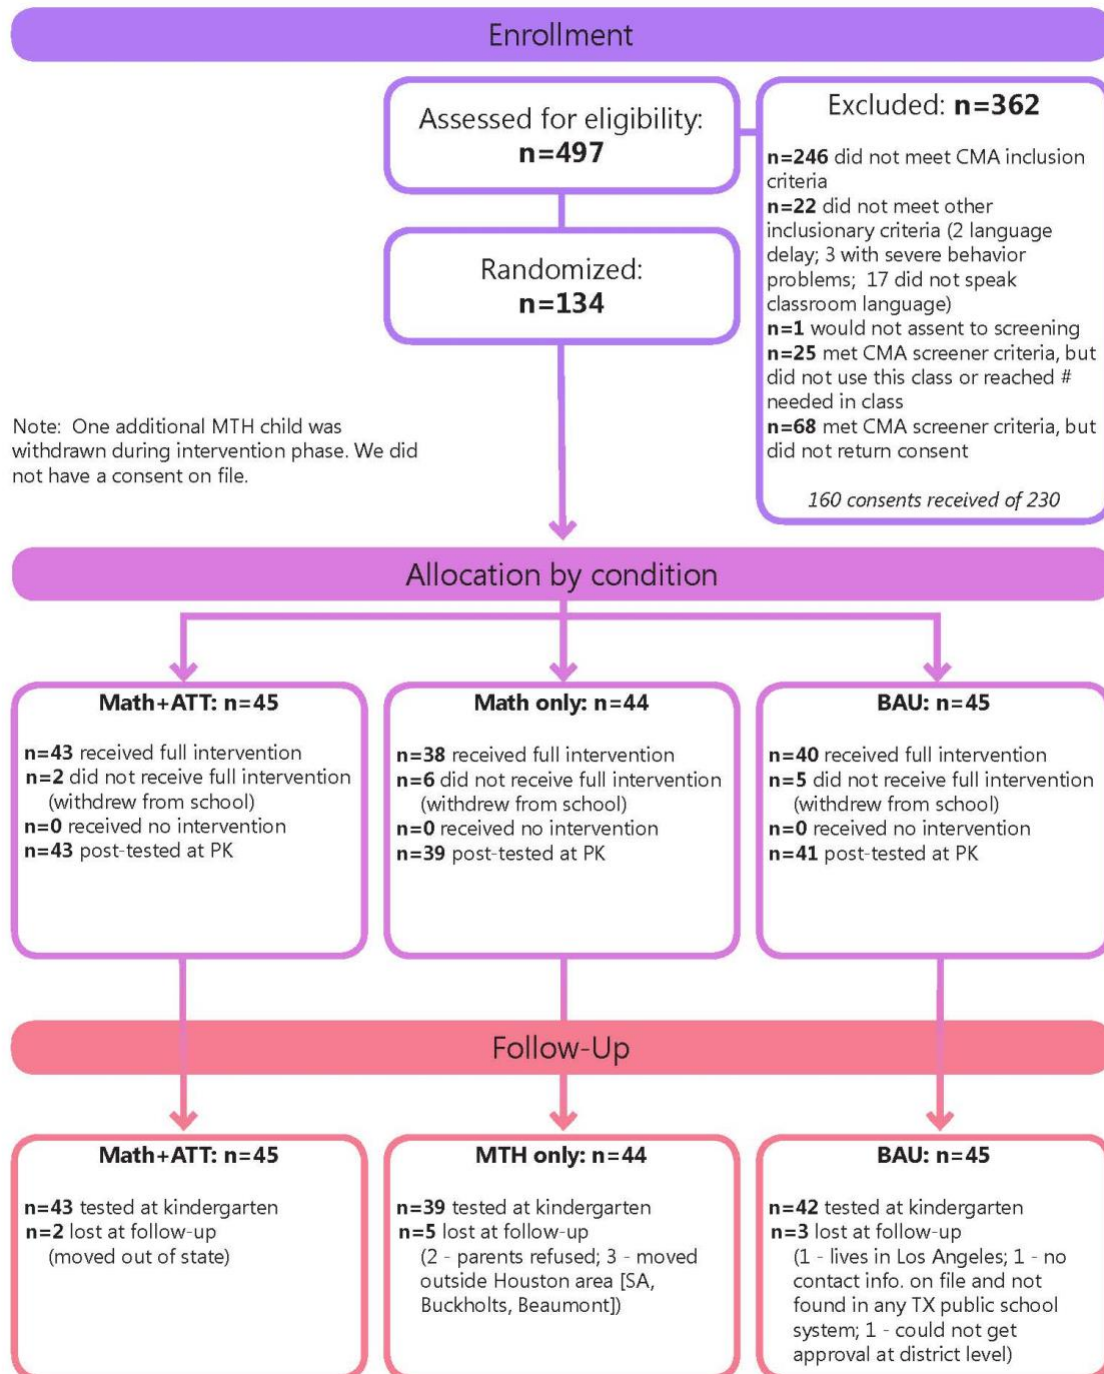 Enrollment
Assessed for eligibility:
n=497
Excluded: n=362
n=246 did not meet CMA inclusion
criteria
n=22 did not meet other
inclusionary criteria (2 language
delay; 3 with severe behavior
problems; 17 did not speak
classroom language)
n=1 would not assent to screening
n=25 met CMA screener criteria, but
did not use this class or reached #
needed in class
n=68 met CMA screener criteria, but
did not return consent
160 consents received of 230
Randomized:
n=134
Note: One additional MTH child was
withdrawn during intervention phase. We did
not have a consent on file.
Allocation by condition
Math+ATT: n=45
n=43 received full intervention
n=2 did not receive full intervention
(withdrew from school)
n=0 received no intervention
n=43 post-tested at PK
Math only: n=44
n=38 received full intervention
n=6 did not receive full intervention
(withdrew from school)
n=0 received no intervention
n=39 post-tested at PK
BAU: n=45
n=40 received full intervention
n=5 did not receive full intervention
(withdrew from school)
n=0 received no intervention
n=41 post-tested at PK
Follow-Up
Math+ATT: n=45
n=43 tested at kindergarten
n=2 lost at follow-up
(moved out of state)
MTH only: n=44
n=39 tested at kindergarten
n=5 lost at follow-up
(2 - parents refused; 3 - moved
outside Houston area [SA,
Buckholts, Beaumont])
BAU: n=45
n=42 tested at kindergarten
n=3 lost at follow-up
(1 - lives in Los Angeles; 1 - no
contact info. on file and not
found in any TX public school
system; 1 - could not get
approval at district level)